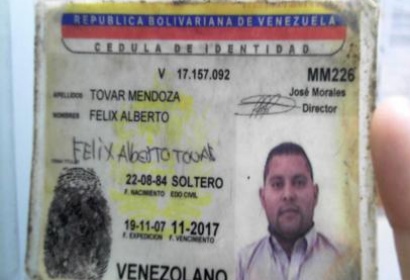 REPUBLICA BOLIVARIANA DE VENEZUELA
CEDULA DE IDENTIDAD
V 17.157.092 MM226
José Morales
Director
APELLIDOS TOVAR MENDOZA
NOMBRES FELIX ALBERTO
FELIX Alberto TOVAR
22-08-84 SOLTERO
F. NACIMIENTO EDO CIVIL
19-11-07 11-2017
F. EXPEDICION F. VENCIMIENTO
VENEZOLANO